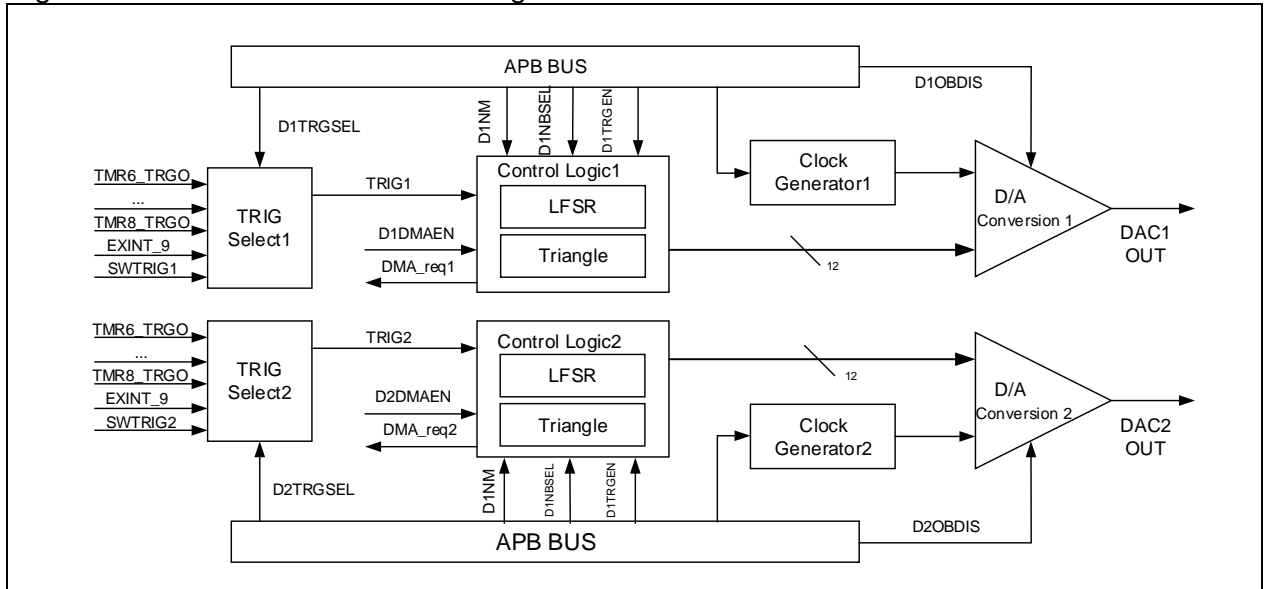 APB BUS
D1OBDIS
D1TRGSEL
D1NM
D1NBSEL
D1TRGEN
TMR6_TRGO
...
TMR8_TRGO
EXINT_9
SWTRIG1
TRIG
Select1
TRIG1
D1DMAEN
DMA_req1
Control Logic1
LFSR
Triangle
Clock
Generator1
12
D/A
Conversion 1
DAC1
OUT
TMR6_TRGO
...
TMR8_TRGO
EXINT_9
SWTRIG2
TRIG
Select2
TRIG2
D2DMAEN
DMA_req2
Control Logic2
LFSR
Triangle
12
Clock
Generator2
D/A
Conversion 2
DAC2
OUT
D2TRGSEL
D1NM
D1NBSEL
D1TRGEN
D2OBDIS
APB BUS